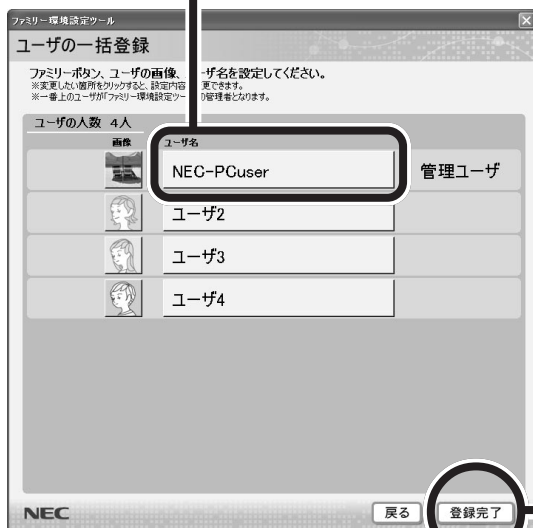 ファミリー環境設定ツール
ユーザの一括登録
ファミリーボタン、ユーザの画像、 ーザ名を設定してください。
※変更したい箇所をクリックすると、設定内容 更できます。
※一番上のユーザが「ファミリー環境設定ツー の管理者となります。
ユーザの人数 4人
画像 ユーザ名
NEC-PCuser 管理ユーザ
ユーザ2
ユーザ3
ユーザ4
NEC 戻る 登録完了